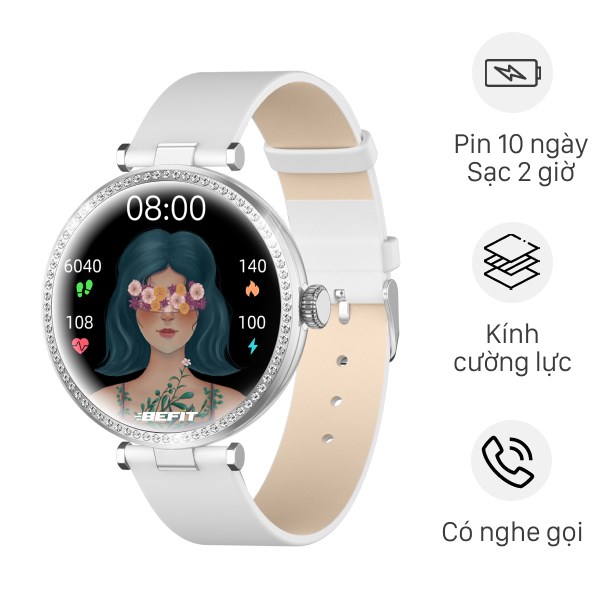 08:00
6040
140
108
100
BEFIT
Pin 10 ngày
Sạc 2 giờ
Kính
cường lực
Có nghe gọi